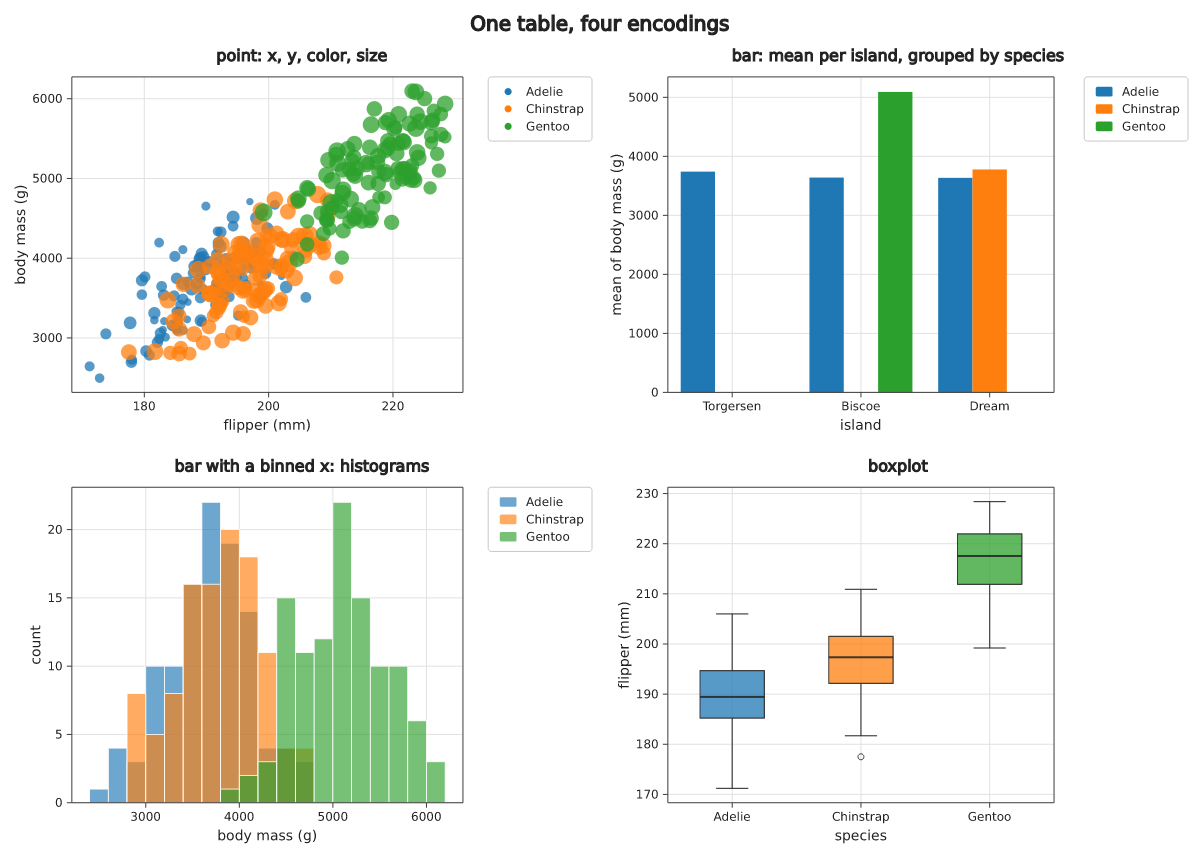 One table, four encodings
point: x, y, color, size
body mass (g)
6000
5000
4000
3000
180 200 220
flipper (mm)
Adelie
Chinstrap
Gentoo
bar: mean per island, grouped by species
mean of body mass (g)
5000
4000
3000
2000
1000
0
Torgersen Biscoe Dream
island
Adelie
Chinstrap
Gentoo
bar with a binned x: histograms
count
20
15
10
5
0
3000 4000 5000 6000
body mass (g)
Adelie
Chinstrap
Gentoo
boxplot
flipper (mm)
230
220
210
200
190
180
170
Adelie Chinstrap Gentoo
species